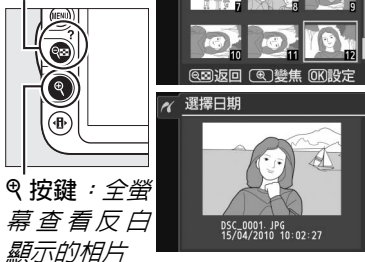 MENU
?
7
8
9
10
11
12
返回 變焦 OK設定
選擇日期
DSC_0001. JPG
15/04/2010 10:02:27
按鍵：全螢
幕查看反白
顯示的相片